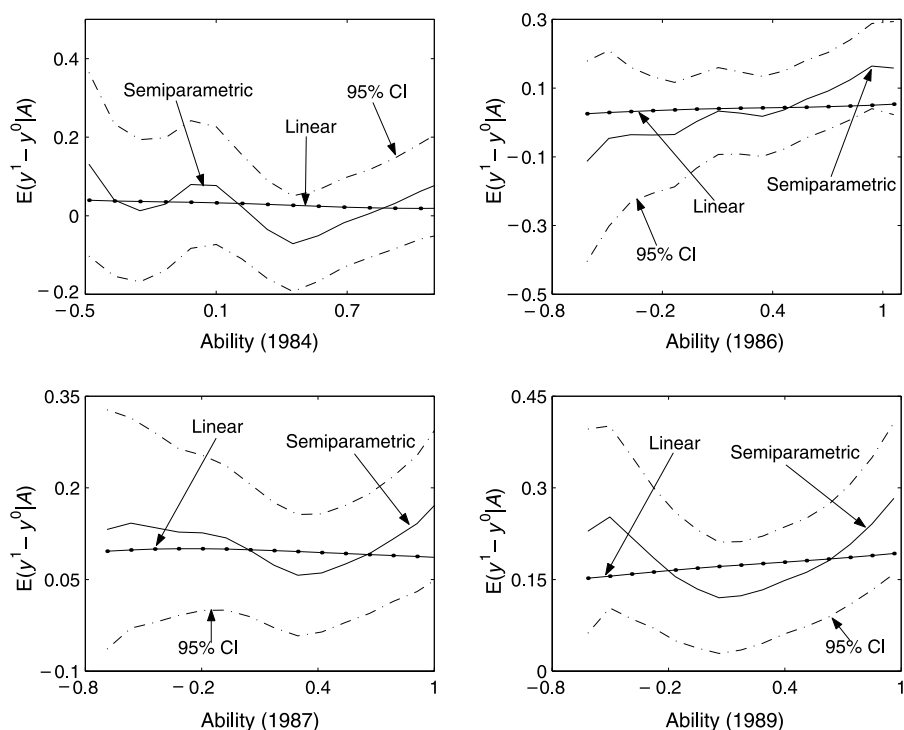 E(y¹ − y⁰|A)
0.4
0.2
0
−0.2
−0.5
0.1
0.7
Semiparametric
Linear
95% CI
Ability (1984)
E(y¹ − y⁰|A)
0.3
0.1
−0.1
−0.3
−0.5
−0.8
−0.2
0.4
1
Linear
Semiparametric
95% CI
Ability (1986)
E(y¹ − y⁰|A)
0.35
0.2
0.05
−0.1
−0.8
−0.2
0.4
1
Linear
Semiparametric
95% CI
Ability (1987)
E(y¹ − y⁰|A)
0.45
0.3
0.15
0
−0.8
−0.2
0.4
1
Linear
Semiparametric
95% CI
Ability (1989)